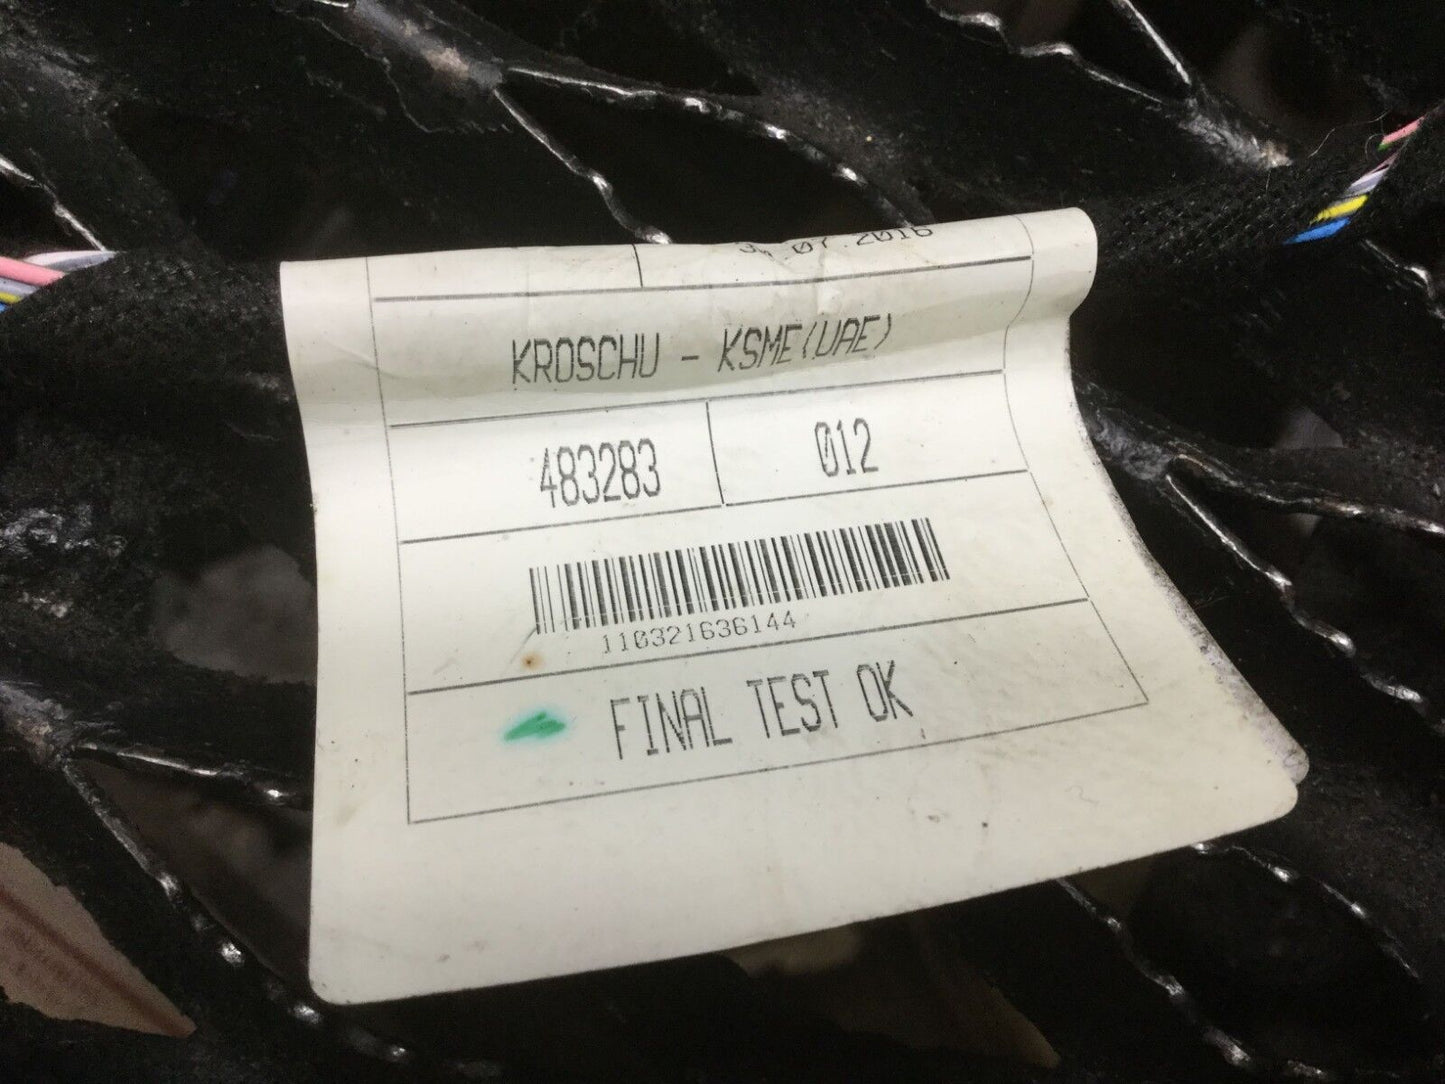 .07.2016
KROSCHU - KSME(UAE)
483283 012
110321636144
FINAL TEST OK